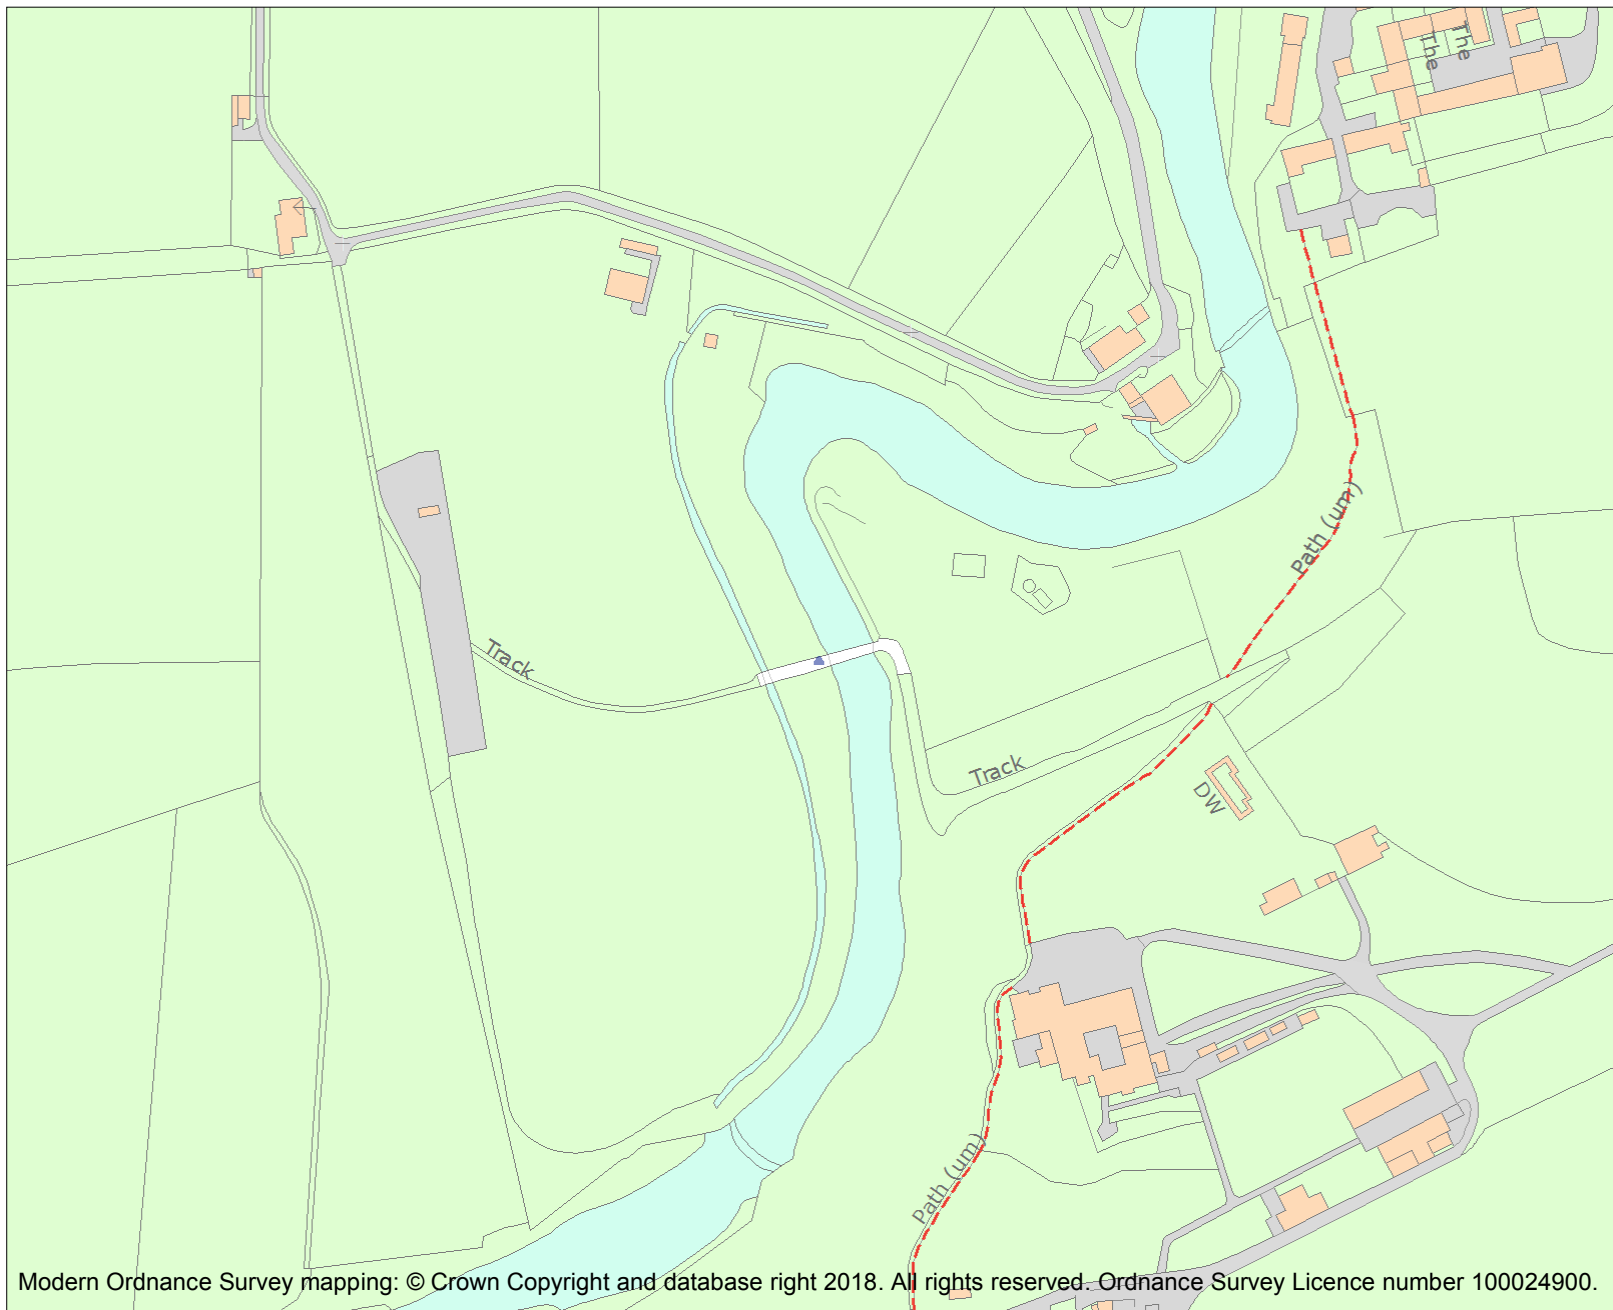 The
The
Path (um)
Track
Track
DW
Path (um)
Modern Ordnance Survey mapping: © Crown Copyright and database right 2018. All rights reserved. Ordnance Survey Licence number 100024900.